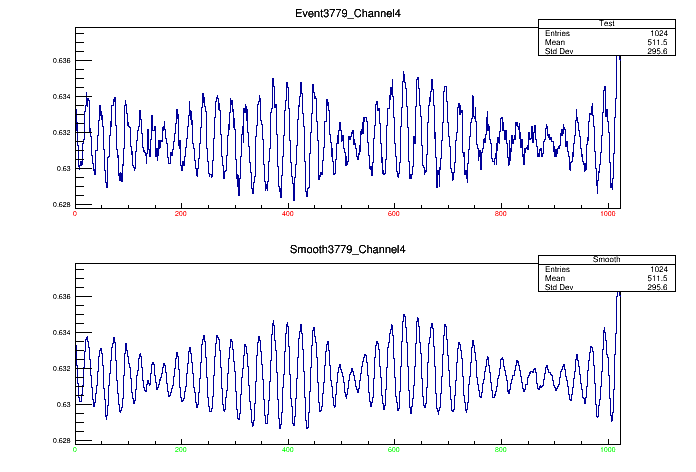 Event3779_Channel4
Test
Entries 1024
Mean 511.5
Std Dev 295.6
0.636
0.634
0.632
0.63
0.628
0 200 400 600 800 1000
Smooth3779_Channel4
Smooth
Entries 1024
Mean 511.5
Std Dev 295.6
0.636
0.634
0.632
0.63
0.628
0 200 400 600 800 1000